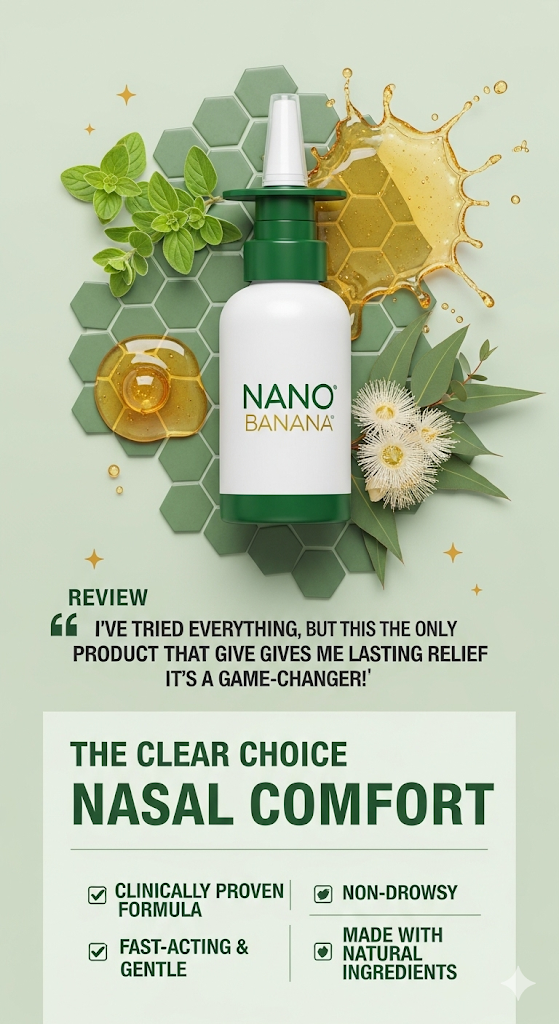 NANO®
BANANA®
REVIEW
“ I'VE TRIED EVERYTHING, BUT THIS THE ONLY
PRODUCT THAT GIVE GIVES ME LASTING RELIEF
IT'S A GAME-CHANGER!'
THE CLEAR CHOICE
NASAL COMFORT
CLINICALLY PROVEN
FORMULA
NON-DROWSY
FAST-ACTING &
GENTLE
MADE WITH
NATURAL
INGREDIENTS